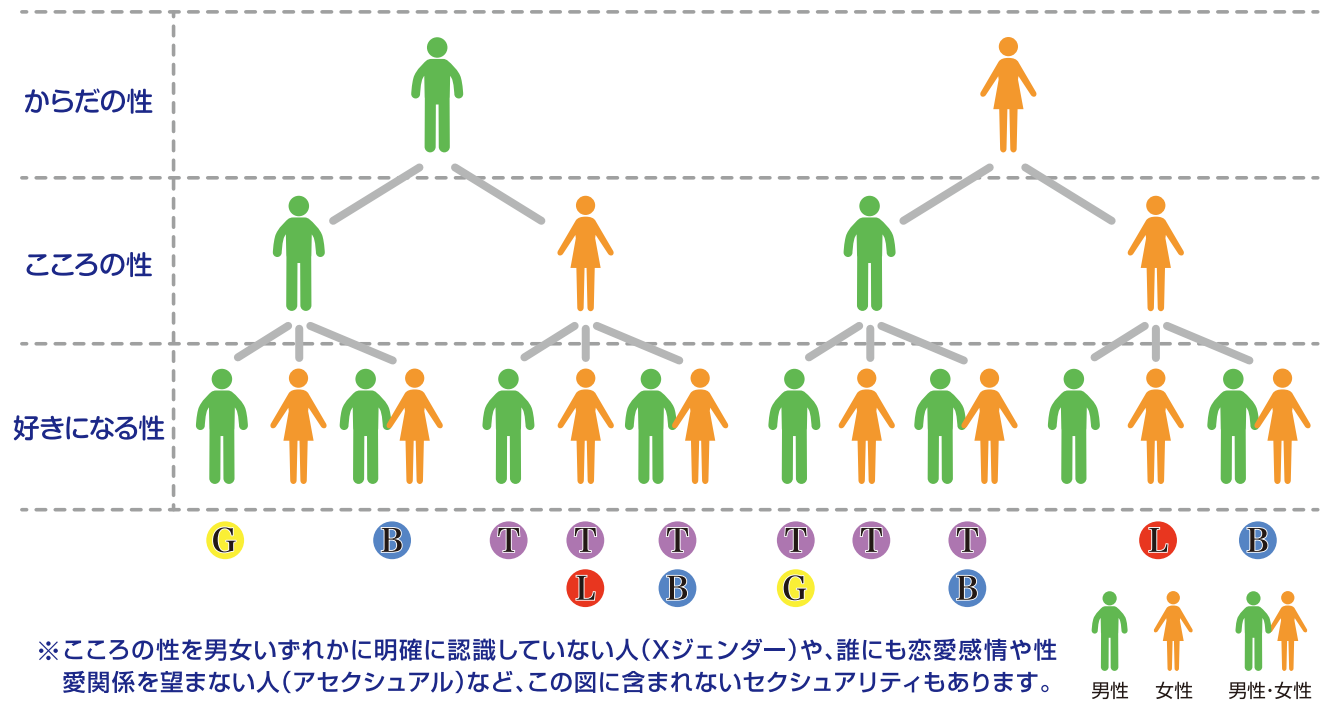 からだの性
こころの性
好きになる性
G B T T T T T T L B
L B G B
男性 女性 男性・女性
※こころの性を男女いずれかに明確に認識していない人(Xジェンダー)や、誰にも恋愛感情や性
愛関係を望まない人(アセクシュアル)など、この図に含まれないセクシュアリティもあります。